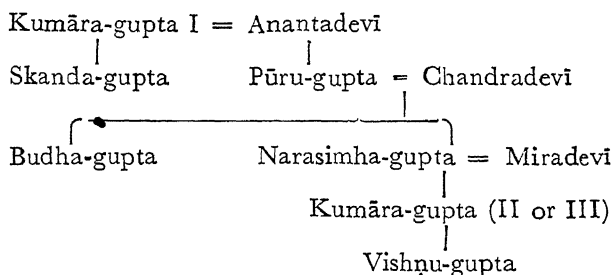 Kumāra-gupta I = Anantadevī
Skanda-gupta Pūru-gupta = Chandradevī
Budha-gupta Narasimha-gupta = Miradevī
Kumāra-gupta (II or III)
Vishṇu-gupta